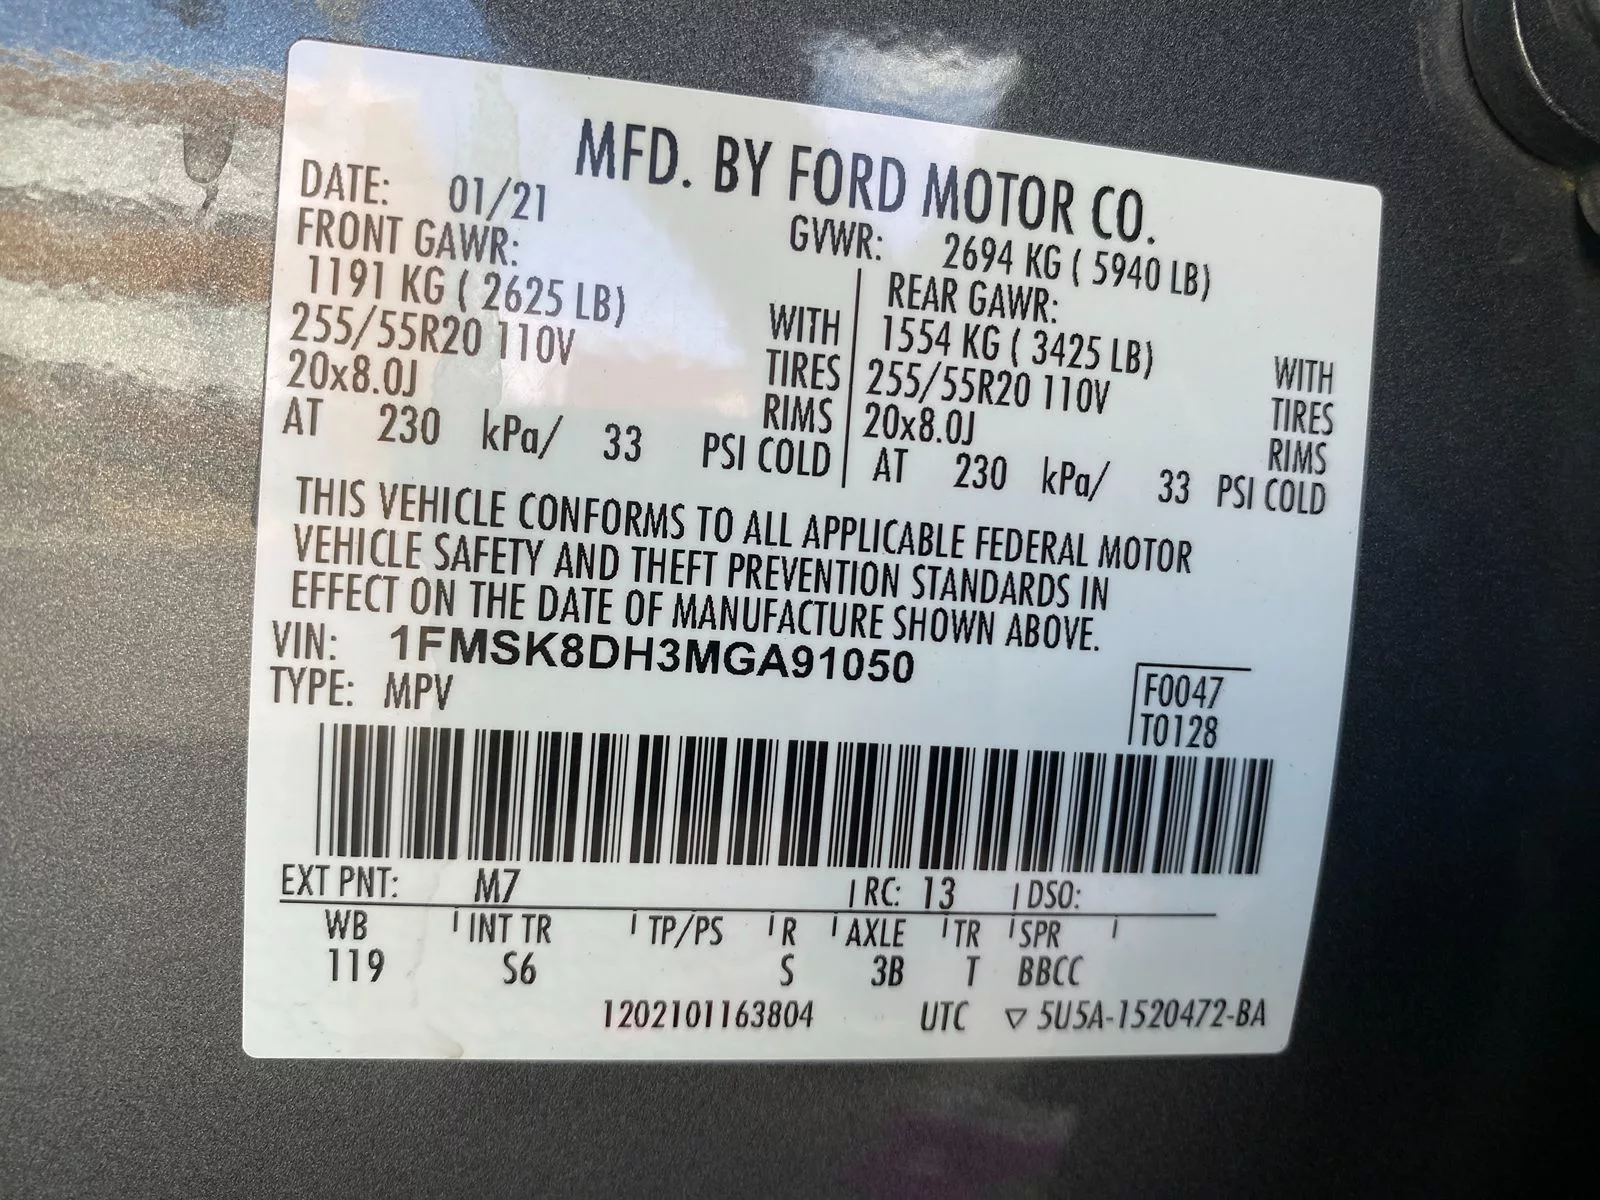 MFD. BY FORD MOTOR CO.
DATE: 01/21 GVWR: 2694 KG ( 5940 LB)
FRONT GAWR: REAR GAWR:
1191 KG ( 2625 LB) WITH 1554 KG ( 3425 LB) WITH
255/55R20 110V TIRES 255/55R20 110V TIRES
20x8.0J RIMS 20x8.0J RIMS
AT 230 kPa/ 33 PSI COLD AT 230 kPa/ 33 PSI COLD
THIS VEHICLE CONFORMS TO ALL APPLICABLE FEDERAL MOTOR
VEHICLE SAFETY AND THEFT PREVENTION STANDARDS IN
EFFECT ON THE DATE OF MANUFACTURE SHOWN ABOVE.
VIN: 1FMSK8DH3MGA91050
TYPE: MPV F0047
T0128
EXT PNT: M7 RC: 13 DSO:
WB INT TR TP/PS R AXLE TR SPR
119 S6 S 3B T BBCC
1202101163804 UTC ▽ 5U5A-1520472-BA